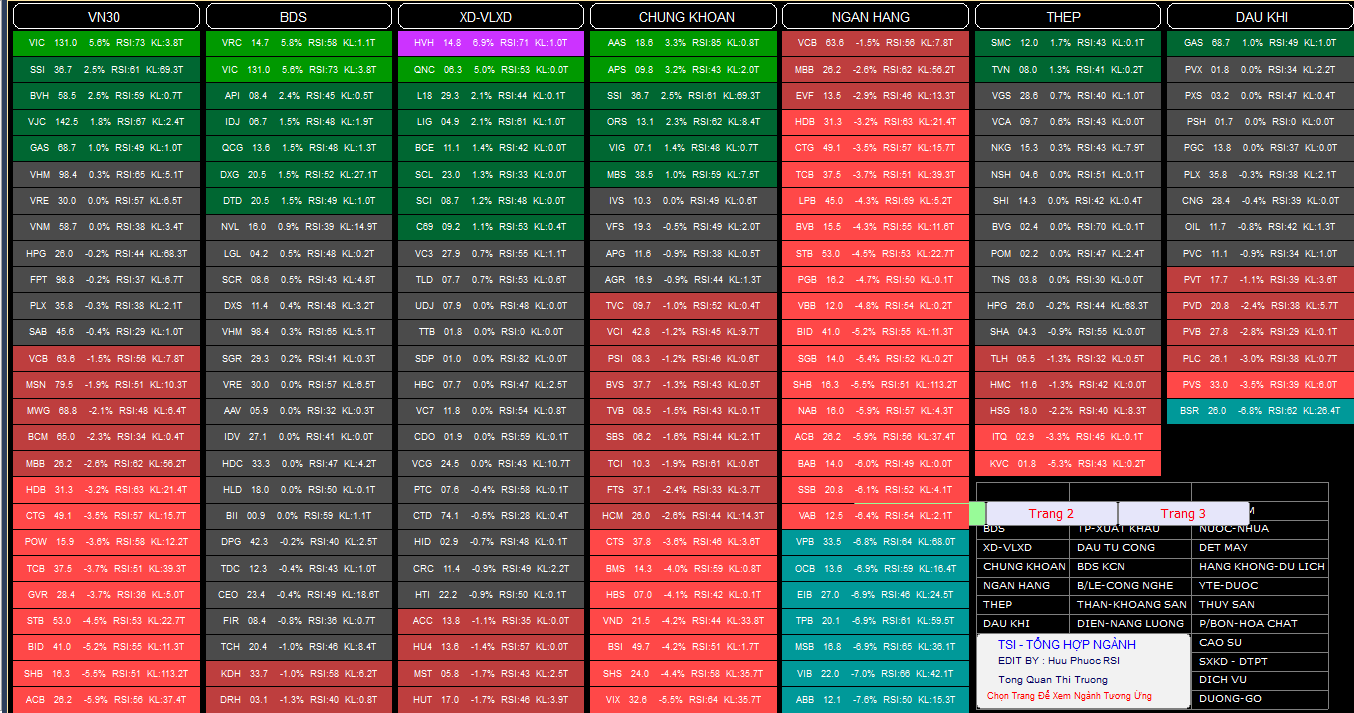 VN30
VIC 131.0 5.6% RSI:73 KL:3.8T
SSI 36.7 2.5% RSI:61 KL:69.3T
BVH 58.5 2.5% RSI:59 KL:0.7T
VJC 142.5 1.8% RSI:67 KL:2.4T
GAS 68.7 1.0% RSI:49 KL:1.0T
VHM 98.4 0.3% RSI:65 KL:5.1T
VRE 30.0 0.0% RSI:57 KL:6.5T
VNM 58.7 0.0% RSI:38 KL:3.4T
HPG 26.0 -0.2% RSI:44 KL:68.3T
FPT 98.8 -0.2% RSI:37 KL:6.7T
PLX 35.8 -0.3% RSI:38 KL:2.1T
SAB 45.6 -0.4% RSI:29 KL:1.0T
VCB 63.6 -1.5% RSI:56 KL:7.8T
MSN 79.5 -1.9% RSI:51 KL:10.3T
MWG 68.8 -2.1% RSI:48 KL:6.4T
BCM 65.0 -2.3% RSI:34 KL:0.4T
MBB 26.2 -2.6% RSI:62 KL:56.2T
HDB 31.3 -3.2% RSI:63 KL:21.4T
CTG 49.1 -3.5% RSI:57 KL:15.7T
POW 15.9 -3.6% RSI:58 KL:12.2T
TCB 37.5 -3.7% RSI:51 KL:39.3T
GVR 28.4 -3.7% RSI:36 KL:5.0T
STB 53.0 -4.5% RSI:53 KL:22.7T
BID 41.0 -5.2% RSI:55 KL:11.3T
SHB 16.3 -5.5% RSI:51 KL:113.2T
ACB 26.2 -5.9% RSI:56 KL:37.4T
BDS
VRC 14.7 5.8% RSI:58 KL:1.1T
VIC 131.0 5.6% RSI:73 KL:3.8T
API 08.4 2.4% RSI:45 KL:0.5T
IDJ 06.7 1.5% RSI:48 KL:1.9T
QCG 13.6 1.5% RSI:48 KL:1.3T
DXG 20.5 1.5% RSI:52 KL:27.1T
DTD 20.5 1.5% RSI:49 KL:1.0T
NVL 16.0 0.9% RSI:39 KL:14.9T
LGL 04.2 0.5% RSI:48 KL:0.2T
SCR 08.6 0.5% RSI:43 KL:4.8T
DXS 11.4 0.4% RSI:48 KL:3.2T
VHM 98.4 0.3% RSI:65 KL:5.1T
SGR 29.3 0.2% RSI:41 KL:0.3T
VRE 30.0 0.0% RSI:57 KL:6.5T
AAV 05.9 0.0% RSI:32 KL:0.3T
IDV 27.1 0.0% RSI:41 KL:0.0T
HDC 33.3 0.0% RSI:47 KL:4.2T
HLD 18.0 0.0% RSI:50 KL:0.1T
BII 00.9 0.0% RSI:59 KL:1.1T
DPG 42.3 -0.2% RSI:40 KL:2.5T
TDC 12.3 -0.4% RSI:43 KL:1.0T
CEO 23.4 -0.4% RSI:49 KL:18.6T
FIR 08.4 -0.8% RSI:36 KL:0.7T
TCH 20.4 -1.0% RSI:46 KL:8.4T
KDH 33.7 -1.0% RSI:58 KL:6.2T
DRH 03.1 -1.3% RSI:40 KL:0.8T
XD-VLXD
HVH 14.8 6.9% RSI:71 KL:1.0T
QNC 06.3 5.0% RSI:53 KL:0.0T
L18 29.3 2.1% RSI:44 KL:0.1T
LIG 04.9 2.1% RSI:61 KL:1.0T
BCE 11.1 1.4% RSI:42 KL:0.0T
SCL 23.0 1.3% RSI:33 KL:0.0T
SCI 08.7 1.2% RSI:48 KL:0.0T
C69 09.2 1.1% RSI:53 KL:0.4T
VC3 27.9 0.7% RSI:55 KL:1.1T
TLD 07.7 0.7% RSI:53 KL:0.6T
UDJ 07.9 0.0% RSI:48 KL:0.0T
TTB 01.8 0.0% RSI:0 KL:0.0T
SDP 01.0 0.0% RSI:82 KL:0.0T
HBC 07.7 0.0% RSI:47 KL:2.5T
VC7 11.8 0.0% RSI:54 KL:0.8T
CDO 01.9 0.0% RSI:59 KL:0.1T
VCG 24.5 0.0% RSI:43 KL:10.7T
PTC 07.6 -0.4% RSI:58 KL:0.1T
CTD 74.1 -0.5% RSI:28 KL:0.4T
HID 02.9 -0.7% RSI:48 KL:0.1T
CRC 11.4 -0.9% RSI:49 KL:2.2T
HTI 22.2 -0.9% RSI:50 KL:0.1T
ACC 13.8 -1.1% RSI:35 KL:0.0T
HU4 13.6 -1.4% RSI:57 KL:0.0T
MST 05.8 -1.7% RSI:43 KL:2.5T
HUT 17.0 -1.7% RSI:46 KL:3.9T
CHUNG KHOAN
AAS 18.6 3.3% RSI:85 KL:0.8T
APS 09.8 3.2% RSI:43 KL:2.0T
SSI 36.7 2.5% RSI:61 KL:69.3T
ORS 13.1 2.3% RSI:62 KL:8.4T
VIG 07.1 1.4% RSI:48 KL:0.7T
MBS 38.5 1.0% RSI:59 KL:7.5T
IVS 10.3 0.0% RSI:49 KL:0.6T
VFS 19.3 -0.5% RSI:49 KL:2.0T
APG 11.6 -0.9% RSI:38 KL:0.5T
AGR 16.9 -0.9% RSI:44 KL:1.3T
TVC 09.7 -1.0% RSI:52 KL:0.4T
VCI 42.8 -1.2% RSI:45 KL:9.7T
PSI 08.3 -1.2% RSI:46 KL:0.6T
BVS 37.7 -1.3% RSI:43 KL:0.5T
TVB 08.5 -1.5% RSI:43 KL:0.1T
SBS 06.2 -1.6% RSI:44 KL:2.1T
TCI 10.3 -1.9% RSI:61 KL:0.6T
FTS 37.1 -2.4% RSI:33 KL:3.7T
HCM 26.0 -2.6% RSI:44 KL:14.3T
CTS 37.8 -3.6% RSI:46 KL:3.6T
BMS 14.3 -4.0% RSI:59 KL:0.8T
HBS 07.0 -4.1% RSI:42 KL:0.1T
VND 21.5 -4.2% RSI:44 KL:33.8T
BSI 49.7 -4.2% RSI:41 KL:1.7T
SHS 24.0 -4.4% RSI:58 KL:35.7T
VIX 32.6 -5.5% RSI:64 KL:35.7T
NGAN HANG
VCB 63.6 -1.5% RSI:56 KL:7.8T
MBB 26.2 -2.6% RSI:62 KL:56.2T
EVF 13.5 -2.9% RSI:46 KL:13.3T
HDB 31.3 -3.2% RSI:63 KL:21.4T
CTG 49.1 -3.5% RSI:57 KL:15.7T
TCB 37.5 -3.7% RSI:51 KL:39.3T
LPB 45.0 -4.3% RSI:69 KL:5.2T
BVB 15.5 -4.3% RSI:55 KL:11.6T
STB 53.0 -4.5% RSI:53 KL:22.7T
PGB 16.2 -4.7% RSI:50 KL:0.1T
VBB 12.0 -4.8% RSI:54 KL:0.2T
BID 41.0 -5.2% RSI:55 KL:11.3T
SGB 14.0 -5.4% RSI:52 KL:0.2T
SHB 16.3 -5.5% RSI:51 KL:113.2T
NAB 16.0 -5.9% RSI:57 KL:4.3T
ACB 26.2 -5.9% RSI:56 KL:37.4T
BAB 14.0 -6.0% RSI:49 KL:0.0T
SSB 20.8 -6.1% RSI:52 KL:4.1T
VAB 12.5 -6.4% RSI:54 KL:2.1T
VPB 33.5 -6.8% RSI:64 KL:68.0T
OCB 13.6 -6.9% RSI:59 KL:16.4T
EIB 27.0 -6.9% RSI:46 KL:24.5T
TPB 20.1 -6.9% RSI:61 KL:59.5T
MSB 16.8 -6.9% RSI:65 KL:36.1T
VIB 22.0 -7.0% RSI:66 KL:42.1T
ABB 12.1 -7.6% RSI:50 KL:15.3T
THEP
SMC 12.0 1.7% RSI:43 KL:0.1T
TVN 08.0 1.3% RSI:41 KL:0.2T
VGS 28.6 0.7% RSI:40 KL:1.0T
VCA 09.7 0.6% RSI:43 KL:0.0T
NKG 15.3 0.3% RSI:43 KL:7.9T
NSH 04.6 0.0% RSI:51 KL:0.1T
SHI 14.3 0.0% RSI:42 KL:0.4T
BVG 02.4 0.0% RSI:70 KL:0.1T
POM 02.2 0.0% RSI:47 KL:2.4T
TNS 03.8 0.0% RSI:30 KL:0.0T
HPG 26.0 -0.2% RSI:44 KL:68.3T
SHA 04.3 -0.9% RSI:55 KL:0.0T
TLH 05.5 -1.3% RSI:32 KL:0.5T
HMC 11.6 -1.3% RSI:42 KL:0.0T
HSG 18.0 -2.2% RSI:40 KL:8.3T
ITQ 02.9 -3.3% RSI:45 KL:0.1T
KVC 01.8 -5.3% RSI:43 KL:0.2T
DAU KHI
GAS 68.7 1.0% RSI:49 KL:1.0T
PVX 01.8 0.0% RSI:34 KL:2.2T
PXS 03.2 0.0% RSI:47 KL:0.4T
PSH 01.7 0.0% RSI:0 KL:0.0T
PGC 13.8 0.0% RSI:37 KL:0.0T
PLX 35.8 -0.3% RSI:38 KL:2.1T
CNG 28.4 -0.4% RSI:39 KL:0.0T
OIL 11.7 -0.8% RSI:42 KL:1.3T
PVC 11.1 -0.9% RSI:34 KL:1.0T
PVT 17.7 -1.1% RSI:39 KL:3.6T
PVD 20.8 -2.4% RSI:38 KL:5.7T
PVB 27.8 -2.8% RSI:29 KL:0.1T
PLC 26.1 -3.0% RSI:38 KL:0.7T
PVS 33.0 -3.5% RSI:39 KL:6.0T
BSR 26.0 -6.8% RSI:62 KL:26.4T
Trang 2 Trang 3
BDS TP-XUAT KHAU NUOC-NHUA
XD-VLXD DAU TU CONG DET MAY
CHUNG KHOAN BDS KCN HANG KHONG-DU LICH
NGAN HANG B/LE-CONG NGHE YTE-DUOC
THEP THAN-KHOANG SAN THUY SAN
DAU KHI DIEN-NANG LUONG P/BON-HOA CHAT
CAO SU
SXKD - DTPT
DICH VU
DUONG-GO
TSI - TỔNG HỢP NGÀNH
EDIT BY : Huu Phuoc RSI
Tong Quan Thi Truong
Chọn Trang Để Xem Ngành Tương Ứng